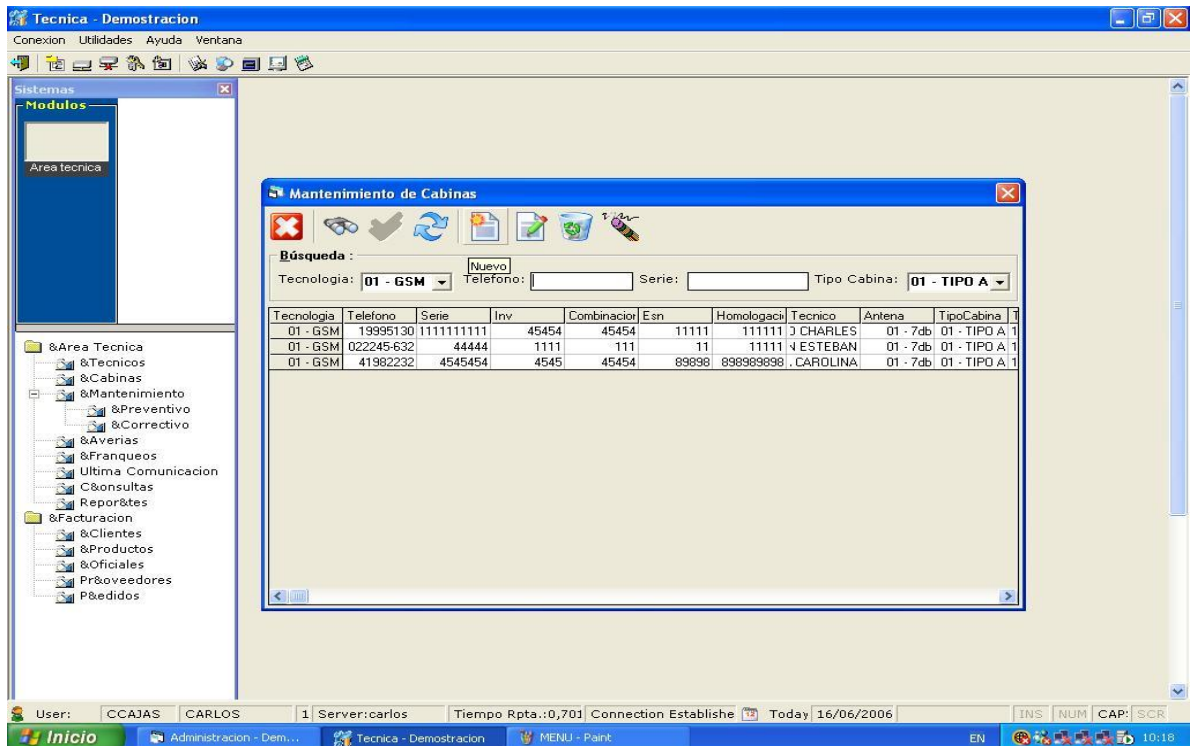 Tecnica - Demostracion
Conexion Utilidades Ayuda Ventana
Sistemas
Modulos
Area tecnica
&Area Tecnica
&Tecnicos
&Cabinas
&Mantenimiento
&Preventivo
&Correctivo
&Averias
&Franqueos
Ultima Comunicacion
C&onsultas
Repor&tes
&Facturacion
&Clientes
&Productos
&Oficiales
Pr&oveedores
P&edidos
Mantenimiento de Cabinas
Búsqueda :
Nuevo
Tecnologia: 01 - GSM Telefono: Serie: Tipo Cabina: 01 - TIPO A
Tecnologia Telefono Serie Inv Combinacior Esn Homologacii Tecnico Antena TipoCabina T
01 - GSM 19995130 1111111111 45454 45454 11111 111111 CHARLES 01 - 7db 01 - TIPO A 1
01 - GSM 022245-632 44444 1111 111 11 11111 ESTEBAN 01 - 7db 01 - TIPO A 1
01 - GSM 41982232 4545454 4545 45454 89898 898989898 . CAROLINA 01 - 7db 01 - TIPO A 1
User: CCAJAS CARLOS 1 Server:carlos Tiempo Rpta.:0,701 Connection Establishe Today 16/06/2006 INS NUM CAP: SCR
Inicio Administracion - Dem... Tecnica - Demostracion MENU - Paint EN 10:18